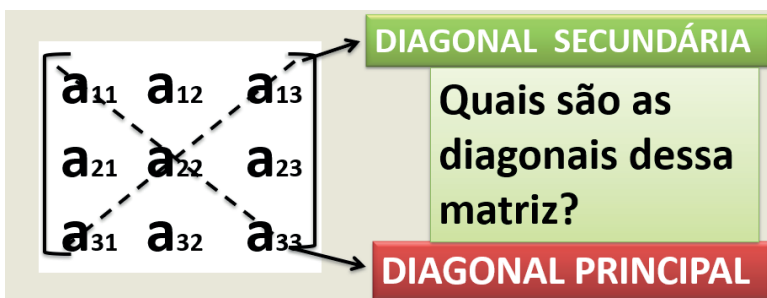 DIAGONAL SECUNDÁRIA
a11 a12 a13
a21 a22 a23
a31 a32 a33
Quais são as
diagonais dessa
matriz?
DIAGONAL PRINCIPAL